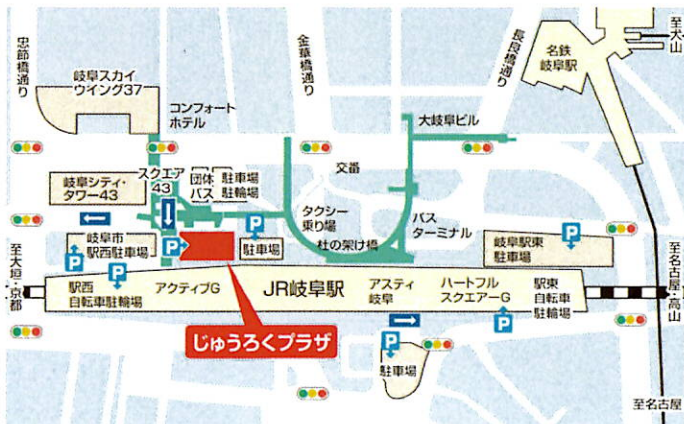 忠節橋通り
金華橋通り
長良橋通り
名鉄
岐阜駅
至犬山
岐阜スカイ
ウイング37
コンフォート
ホテル
大岐阜ビル
スクエア
43
団体
バス
駐車場
駐輪場
交番
岐阜シティ・
タワー43
タクシー
乗り場
バス
ターミナル
岐阜市
駅西駐車場
P
P
P
駐車場
杜の架け橋
岐阜駅東
駐車場
P
至大垣・京都
至名古屋・高山
P
駅西
自転車駐輪場
アクティブG
JR岐阜駅
アスティ
岐阜
ハートフル
スクエアーG
駅東
自転車
駐輪場
P
じゅうろくプラザ
P
駐車場
至名古屋